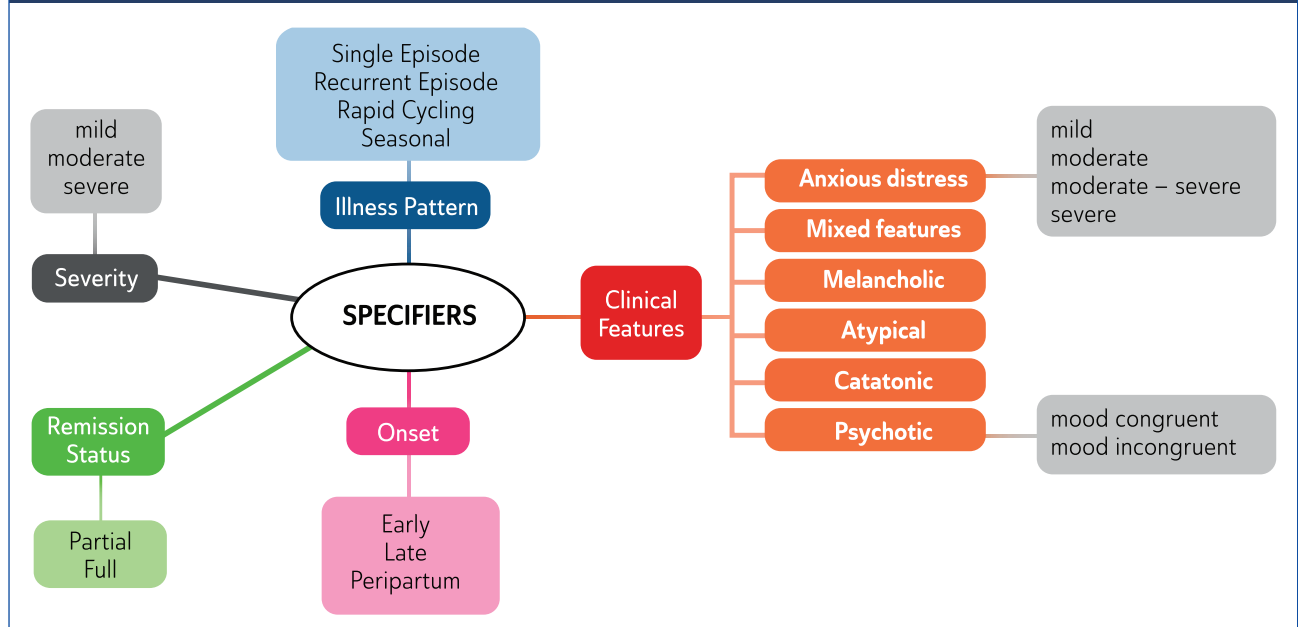 Single Episode
Recurrent Episode
Rapid Cycling
Seasonal
Illness Pattern
mild
moderate
severe
Severity
SPECIFIERS
Remission
Status
Partial
Full
Onset
Early
Late
Peripartum
Clinical
Features
Anxious distress
Mixed features
Melancholic
Atypical
Catatonic
Psychotic
mild
moderate
moderate – severe
severe
mood congruent
mood incongruent